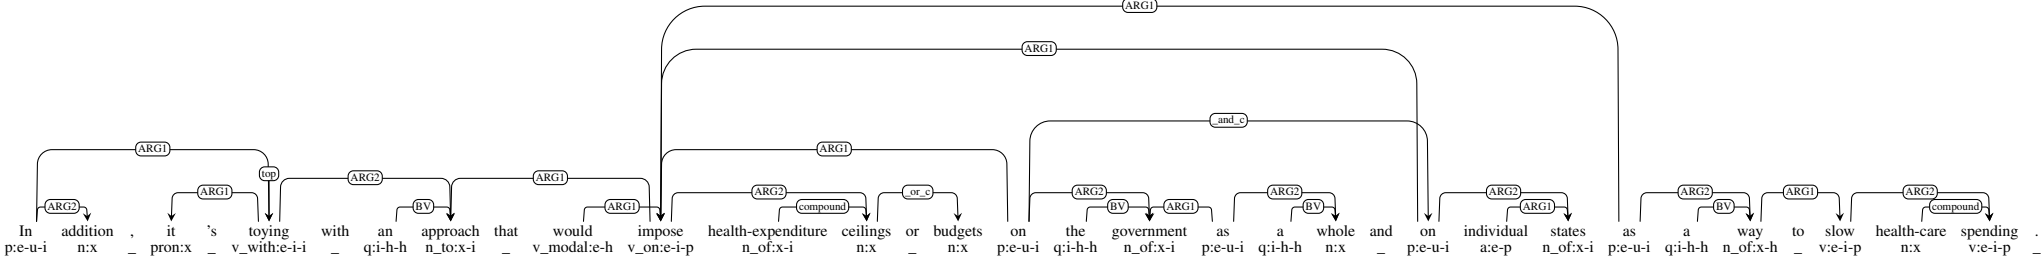 ARG1
ARG1
_and_c
ARG1 ARG1
top
ARG2 ARG1
ARG1 ARG2 _or_c ARG2 ARG2 ARG2 ARG2 ARG1 ARG2
ARG2 BV ARG1 compound BV ARG1 BV ARG1 BV compound
In addition , it 's toying with an approach that would impose health-expenditure ceilings or budgets on the government as a whole and on individual states as a way to slow health-care spending .
p:e-u-i n:x _ pron:x _ v_with:e-i-i _ q:i-h-h n_to:x-i _ v_modal:e-h v_on:e-i-p n_of:x-i n:x _ n:x p:e-u-i q:i-h-h n_of:x-i p:e-u-i q:i-h-h n:x _ p:e-u-i a:e-p n_of:x-i p:e-u-i q:i-h-h n_of:x-h _ v:e-i-p n:x v:e-i-p _